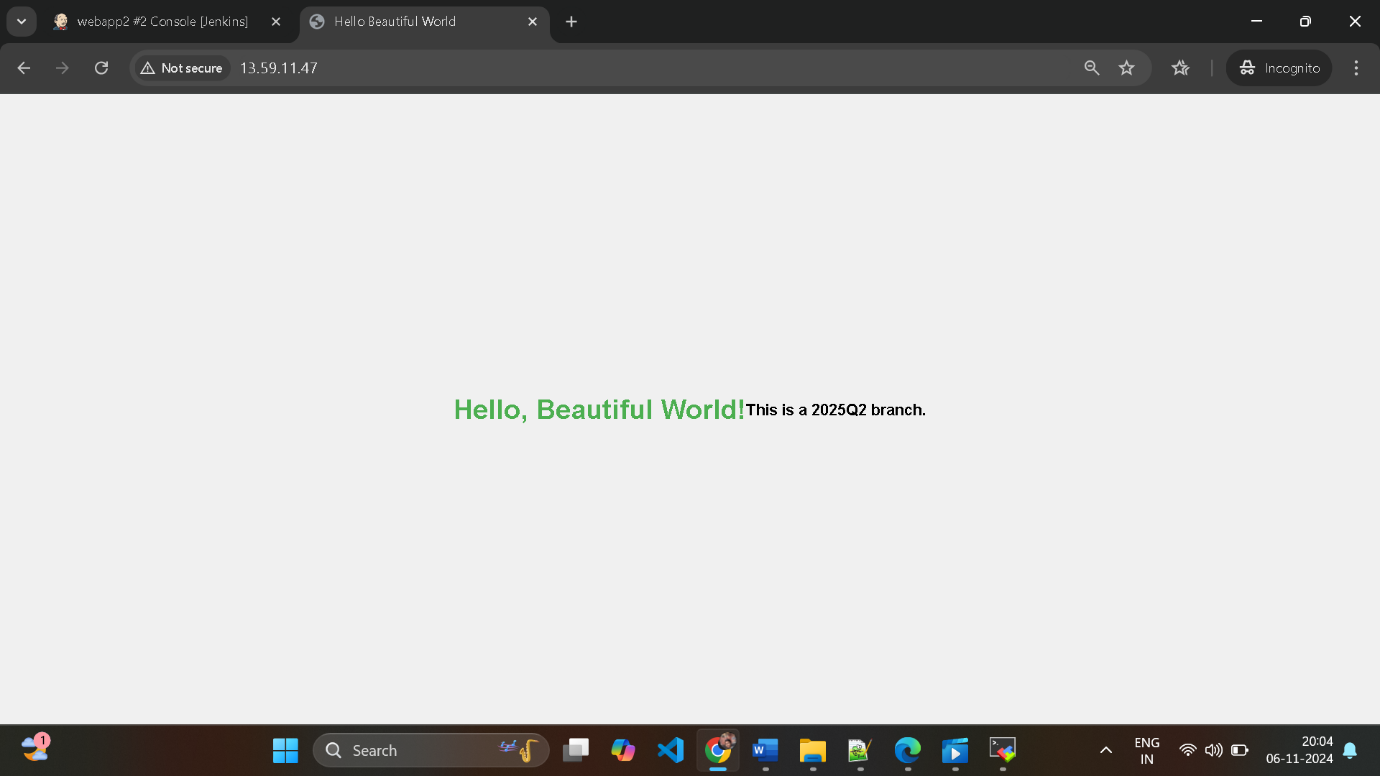 webapp2 #2 Console [Jenkins]
Hello Beautiful World
Not secure
13.59.11.47
Incognito
Hello, Beautiful World!This is a 2025Q2 branch.
1
Search
W
ENG
IN
20:04
06-11-2024